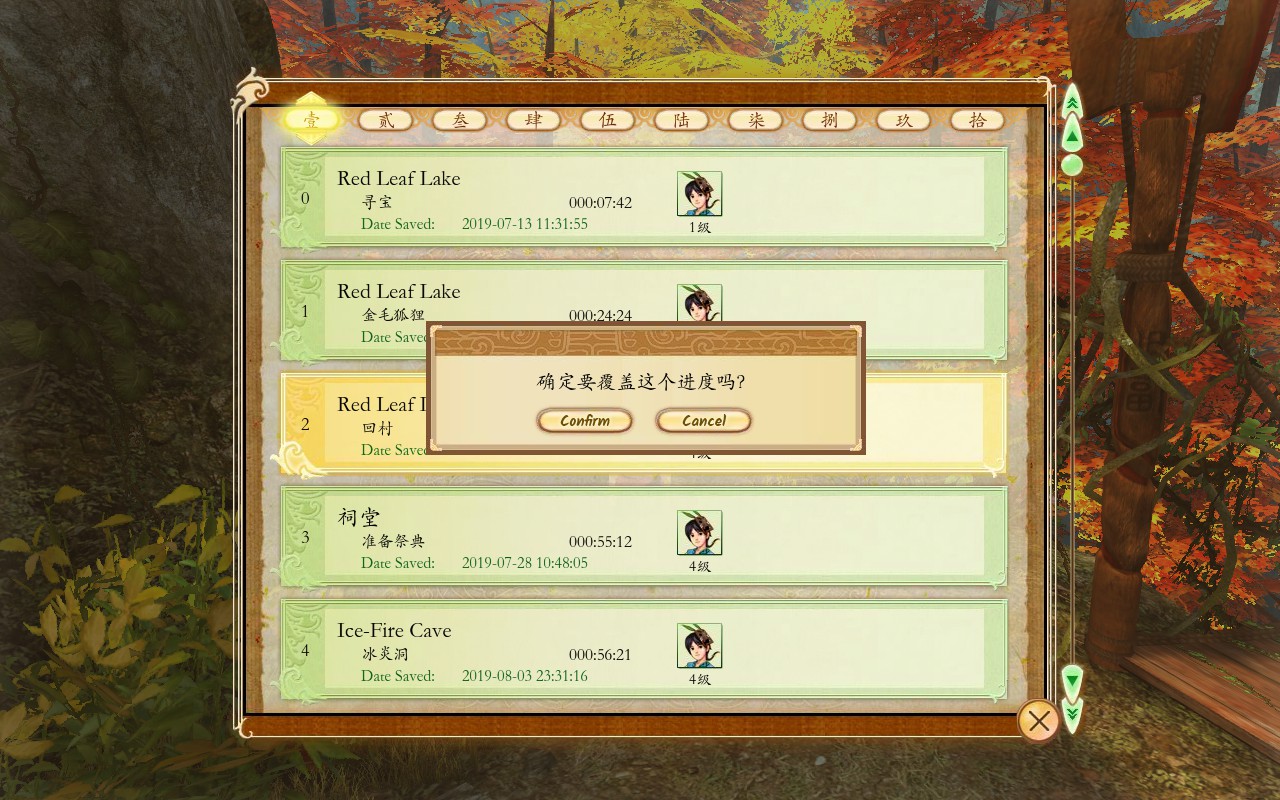 壹 贰 叁 肆 伍 陆 柒 捌 玖 拾
0
Red Leaf Lake
寻宝 000:07:42
Date Saved: 2019-07-13 11:31:55
1級
1
Red Leaf Lake
金毛狐狸 000:24:24
Date Saved:
确定要覆盖这个进度吗?
Confirm Cancel
2
Red Leaf
回村
Date Saved:
3
祠堂
准备祭典 000:55:12
Date Saved: 2019-07-28 10:48:05
4級
4
Ice-Fire Cave
冰炎洞 000:56:21
Date Saved: 2019-08-03 23:31:16
4級